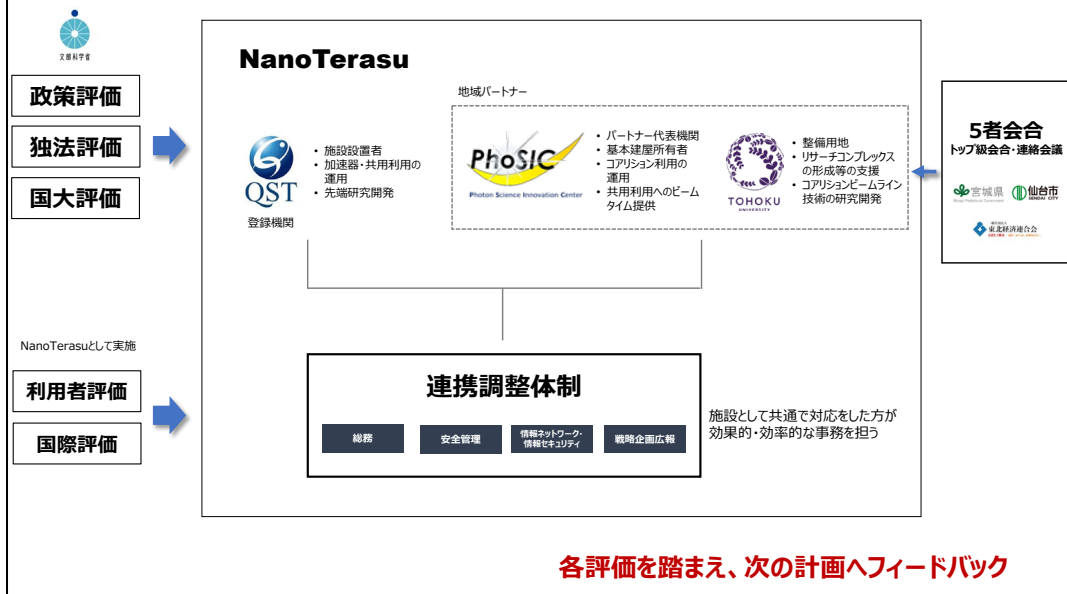 文部科学省
政策評価
独法評価
国大評価
NanoTerasuとして実施
利用者評価
国際評価
NanoTerasu
地域パートナー
QST
登録機関
• 施設設置者
• 加速器・共用利用の
運用
• 先端研究開発
PhoSIC
Photon Science Innovation Center
• パートナー代表機関
• 基本建屋所有者
• コアリション利用の
運用
• 共用利用へのビーム
タイム提供
TOHOKU
UNIVERSITY
• 整備用地
• リサーチコンプレックス
の形成等の支援
• コアリションビームライン
技術の研究開発
連携調整体制
総務
安全管理
情報ネットワーク・
情報セキュリティ
戦略企画広報
施設として共通で対応をした方が
効果的・効率的な事務を担う
5者会合
トップ級会合・連絡会議
宮城県
Miyagi Prefectural Government
仙台市
SENDAI CITY
一般社団法人
東北経済連合会
各評価を踏まえ、次の計画へフィードバック